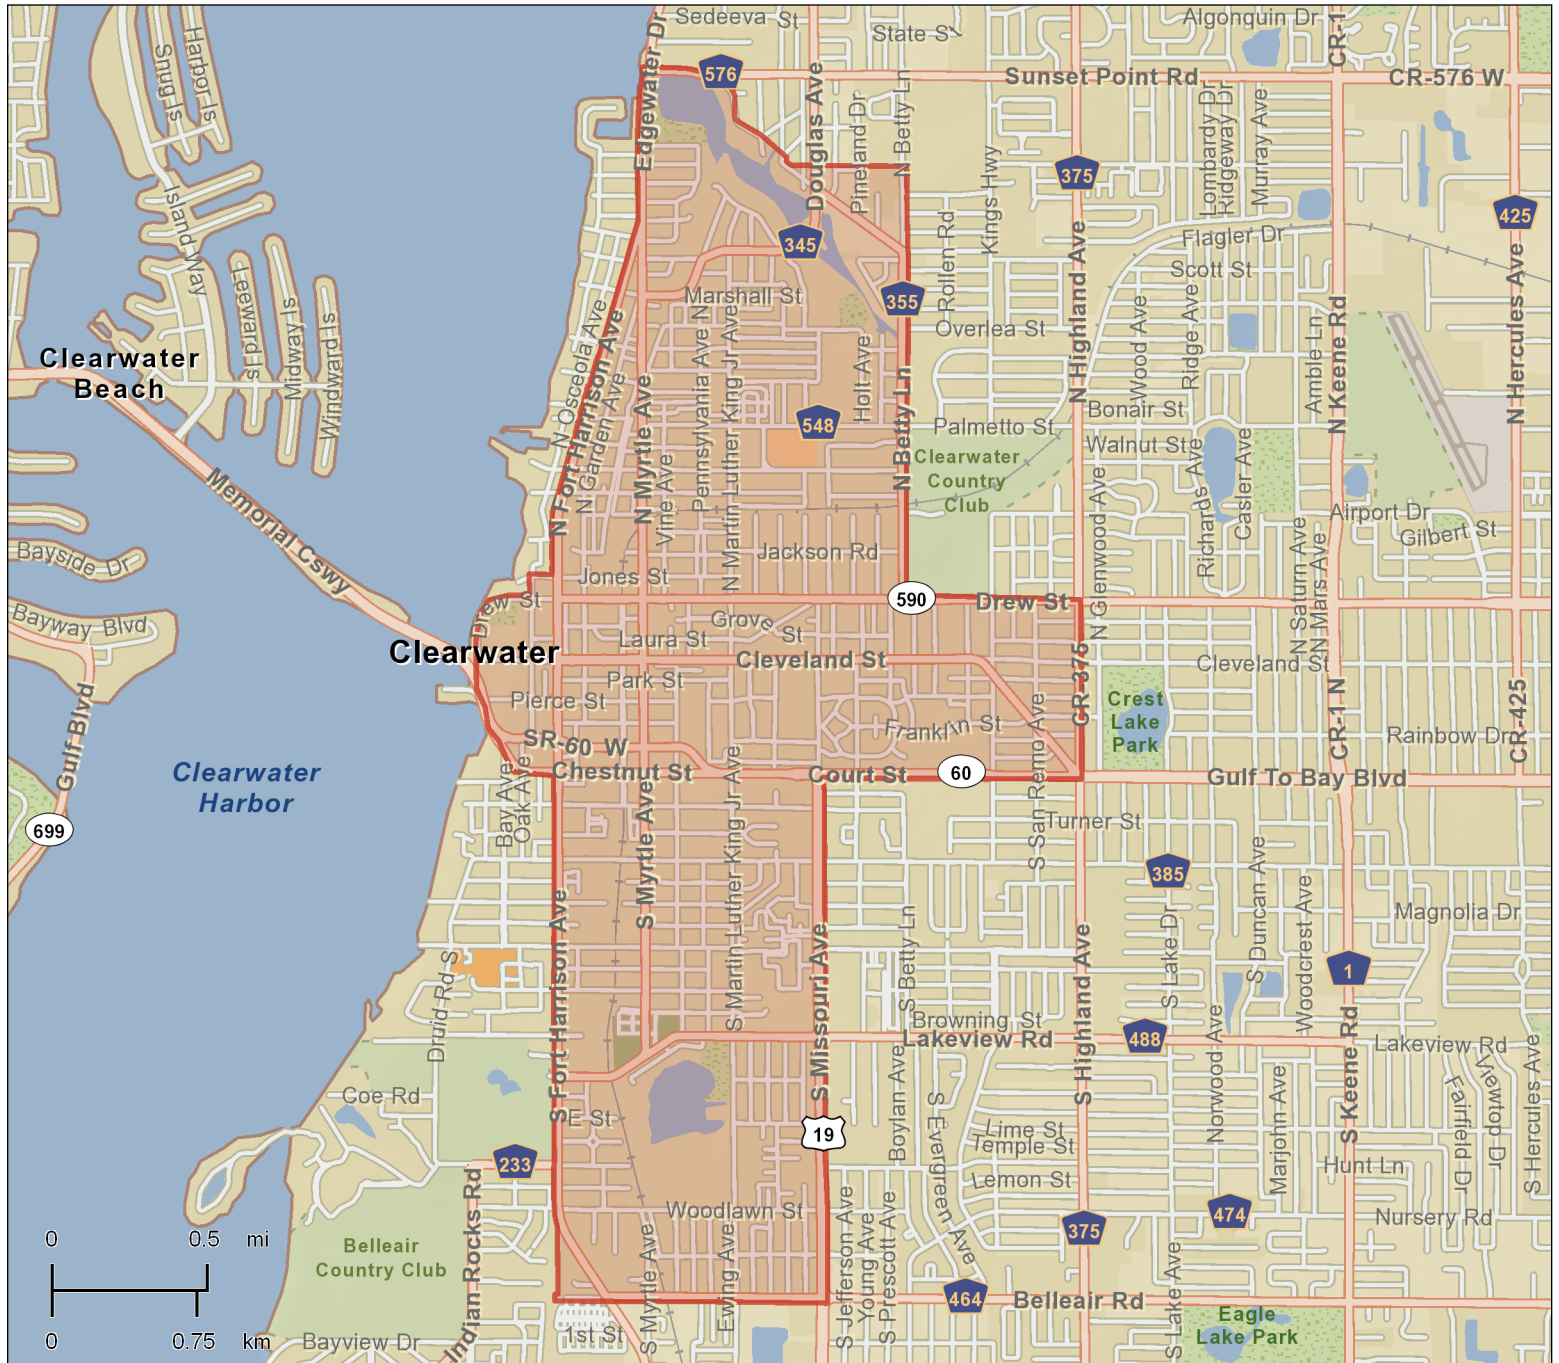 Sedeeva St
State St
Algonquin Dr
CR-1
Harbor Is
Snug Is
Edgewater Dr
576
Sunset Point Rd
CR-576 W
Douglas Ave
Pineland Dr
N Betty Ln
Kings Hwy
375
Lombardy Dr
Ridgeway Dr
Murray Ave
425
Island Way
345
Rollen Rd
Flagler Dr
Scott St
Leeward Is
Midway Is
Windward Is
Marshall St
355
Overlea St
N Highland Ave
Wood Ave
Ridge Ave
Amble Ln
N Keene Rd
N Hercules Ave
Clearwater
Beach
N Osceola Ave
N Fort Harrison Ave
N Garden Ave
N Myrtle Ave
Vine Ave
Pennsylvania Ave N
N Martin Luther King Jr Ave
Holt Ave
548
N Betty Ln
Palmetto St
Bonair St
Walnut St
Clearwater
Country
Club
Memorial Cswy
N Glenwood Ave
Richards Ave
Casler Ave
Airport Dr
Gilbert St
Bayside Dr
Jackson Rd
Jones St
N Saturn Ave
N Mars Ave
Bayway Blvd
Drew St
590
Drew St
Grove St
Laura St
Clearwater
Cleveland St
Cleveland St
Park St
Pierce St
CR-375
Crest
Lake
Park
CR-1 N
CR-425
Gulf Blvd
Franklin St
S San Remo Ave
Rainbow Dr
SR-60 W
Chestnut St
Court St
60
Gulf To Bay Blvd
Clearwater
Harbor
Bay Ave
Oak Ave
699
Turner St
S Myrtle Ave
S Martin Luther King Jr Ave
385
S Duncan Ave
Woodcrest Ave
Magnolia Dr
S Fort Harrison Ave
S Missouri Ave
S Betty Ln
S Highland Ave
S Lake Dr
1
Druid Rd S
Browning St
Lakeview Rd
488
Norwood Ave
S Keene Rd
Lakeview Rd
Coe Rd
E St
Boylan Ave
S Evergreen Ave
Lime St
Temple St
19
Marjohn Ave
Fairfield Dr
Viewtop Dr
S Hercules Ave
233
Indian Rocks Rd
Lemon St
Hunt Ln
Woodlawn St
S Jefferson Ave
Young Ave
S Prescott Ave
375
474
Nursery Rd
0
0.5
mi
Belleair
Country Club
S Myrtle Ave
Ewing Ave
S Lake Ave
464
Belleair Rd
Eagle
Lake Park
0
0.75
km
Bayview Dr
1st St